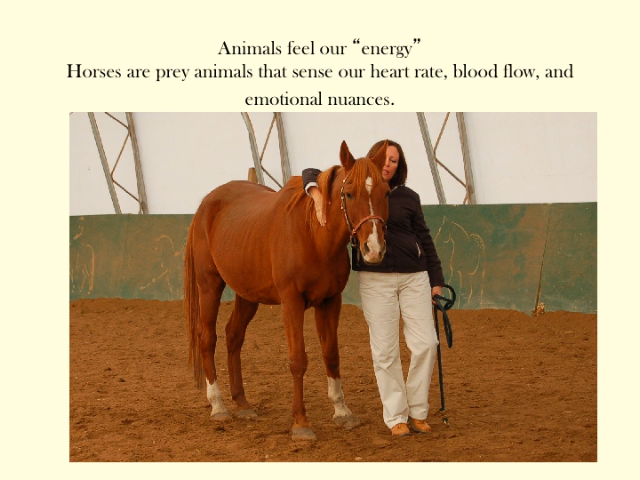 Animals feel our “energy”
Horses are prey animals that sense our heart rate, blood flow, and
emotional nuances.